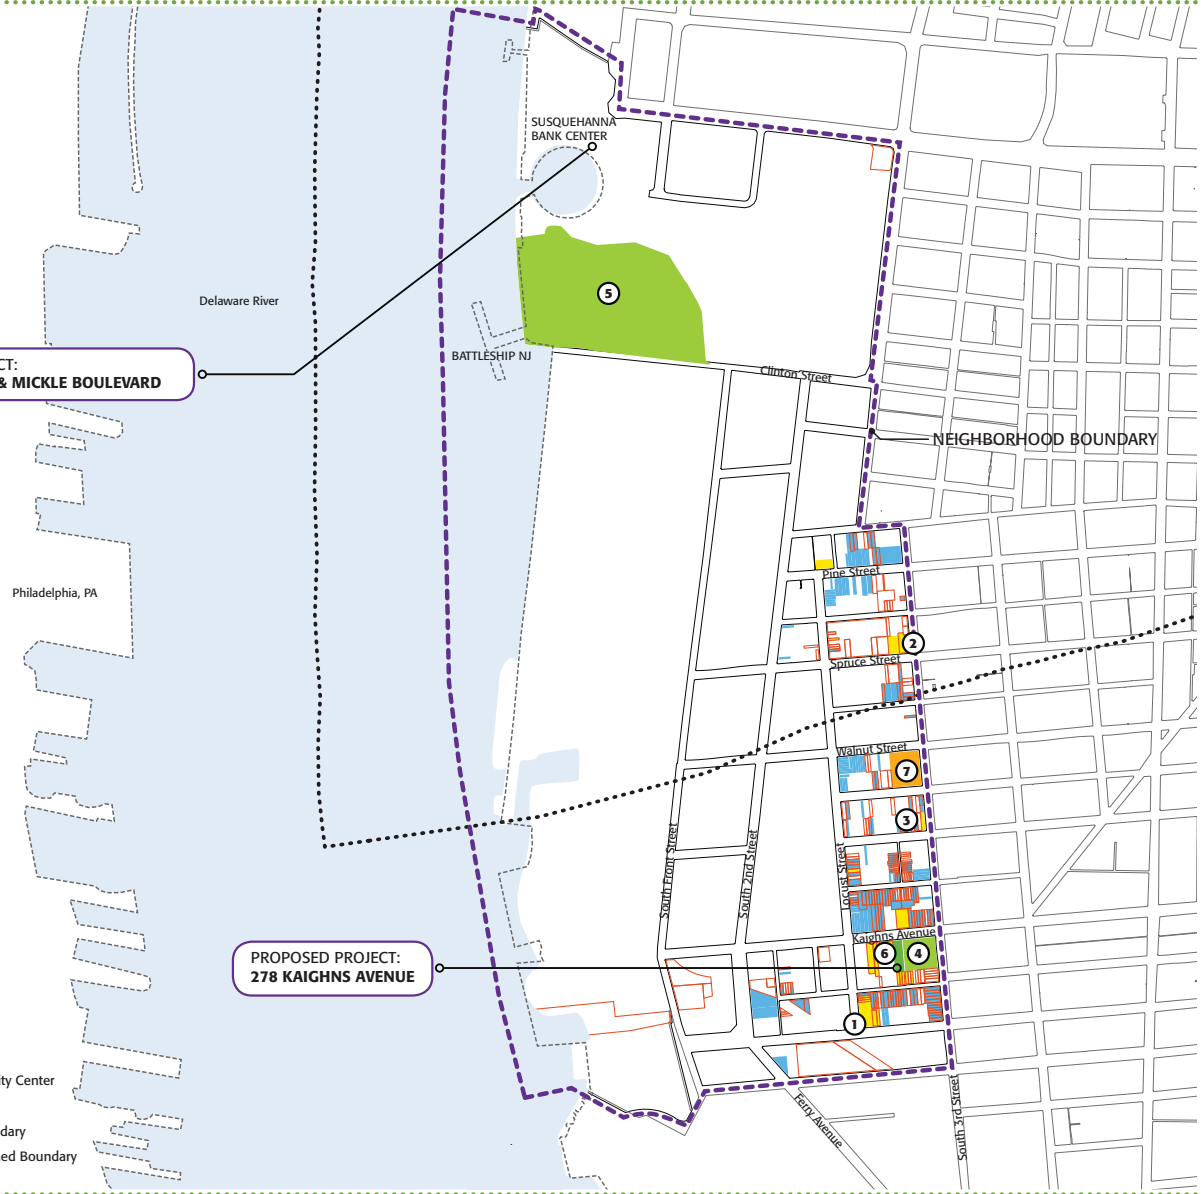 SUSQUEHANNA
BANK CENTER
5
Delaware River
BATTLESHIP NJ
CT:
& MICKLE BOULEVARD
Clinton Street
NEIGHBORHOOD BOUNDARY
Pine Street
Philadelphia, PA
2
Spruce Street
Walnut Street
7
3
South Front Street
South 2nd Street
Locust Street
Kaighns Avenue
6
4
PROPOSED PROJECT:
278 KAIGHNS AVENUE
1
ity Center
dary
ed Boundary
Ferry Avenue
South 3rd Street